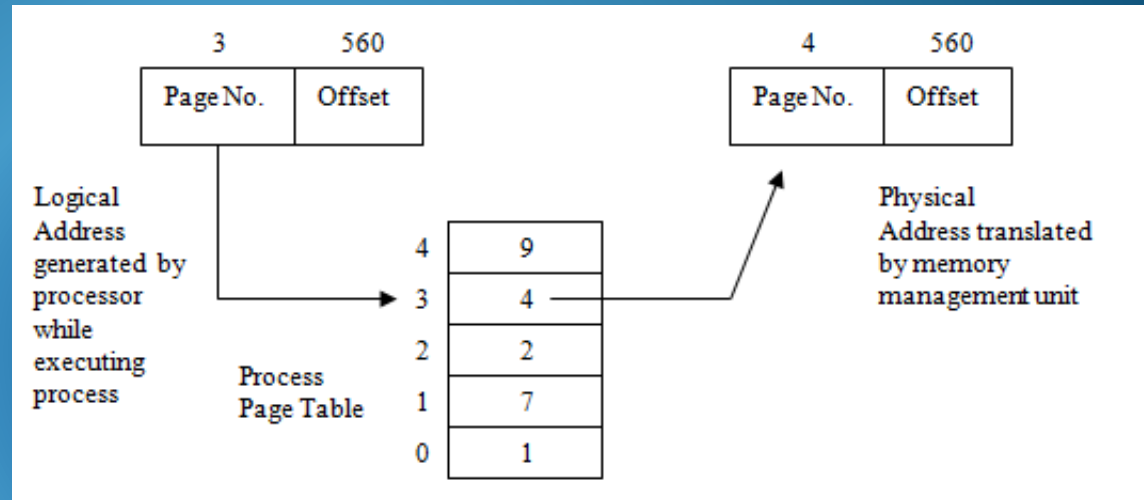 3 560
Page No. Offset
4 560
Page No. Offset
Logical
Address
generated by
processor
while
executing
process
Process
Page Table
4 9
3 4
2 2
1 7
0 1
Physical
Address translated
by memory
management unit